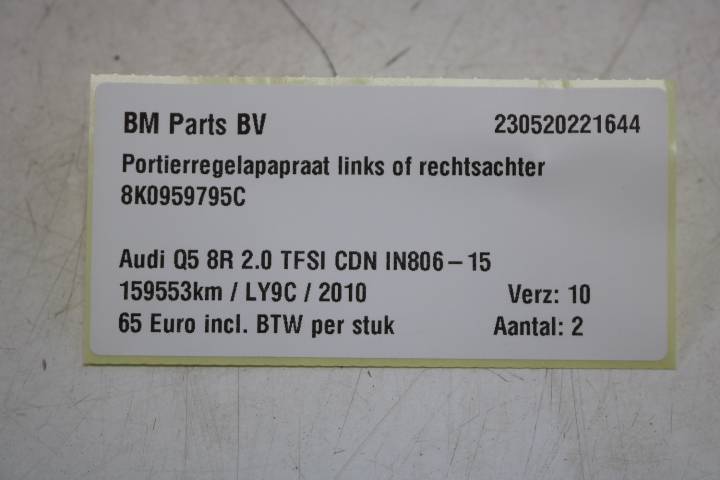 BM Parts BV 230520221644
Portierregelapapraat links of rechtsachter
8K0959795C
Audi Q5 8R 2.0 TFSI CDN IN806-15
159553km / LY9C / 2010 Verz: 10
65 Euro incl. BTW per stuk Aantal: 2